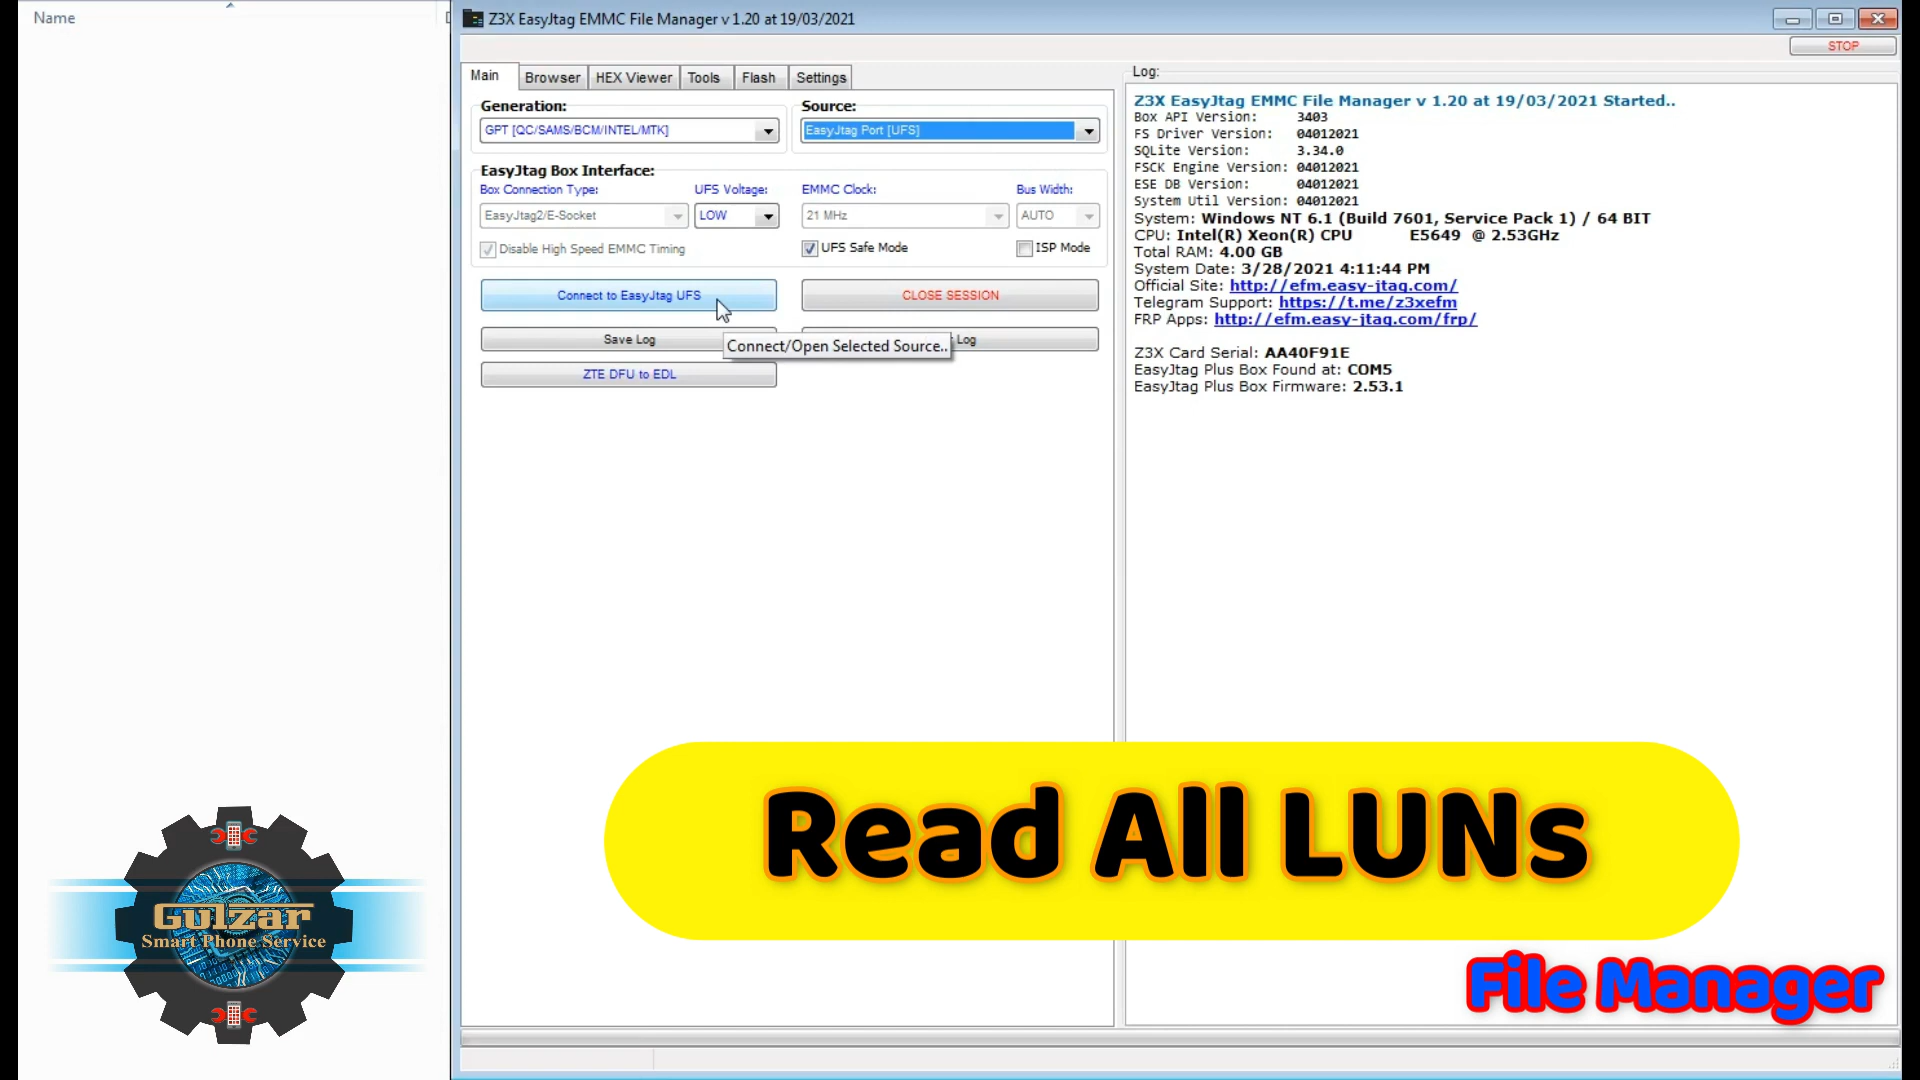 Name
Z3X EasyJtag EMMC File Manager v 1.20 at 19/03/2021
STOP
Main Browser HEX Viewer Tools Flash Settings
Log:
Generation: Source:
GPT [QC/SAMS/BCM/INTEL/MTK] EasyJtag Port [UFS]
EasyJtag Box Interface:
Box Connection Type: UFS Voltage: EMMC Clock: Bus Width:
EasyJtag2/E-Socket LOW 21 MHz AUTO
Disable High Speed EMMC Timing UFS Safe Mode ISP Mode
Connect to EasyJtag UFS CLOSE SESSION
Save Log Log
Connect/Open Selected Source..
ZTE DFU to EDL
Z3X EasyJtag EMMC File Manager v 1.20 at 19/03/2021 Started..
Box API Version: 3403
FS Driver Version: 04012021
SQLite Version: 3.34.0
FSCK Engine Version: 04012021
ESE DB Version: 04012021
System Util Version: 04012021
System: Windows NT 6.1 (Build 7601, Service Pack 1) / 64 BIT
CPU: Intel(R) Xeon(R) CPU E5649 @ 2.53GHz
Total RAM: 4.00 GB
System Date: 3/28/2021 4:11:44 PM
Official Site: http://efm.easy-jtag.com/
Telegram Support: https://t.me/z3xefm
FRP Apps: http://efm.easy-jtag.com/frp/
Z3X Card Serial: AA40F91E
EasyJtag Plus Box Found at: COM5
EasyJtag Plus Box Firmware: 2.53.1
Read All LUNs
Gulzar
Smart Phone Service
File Manager